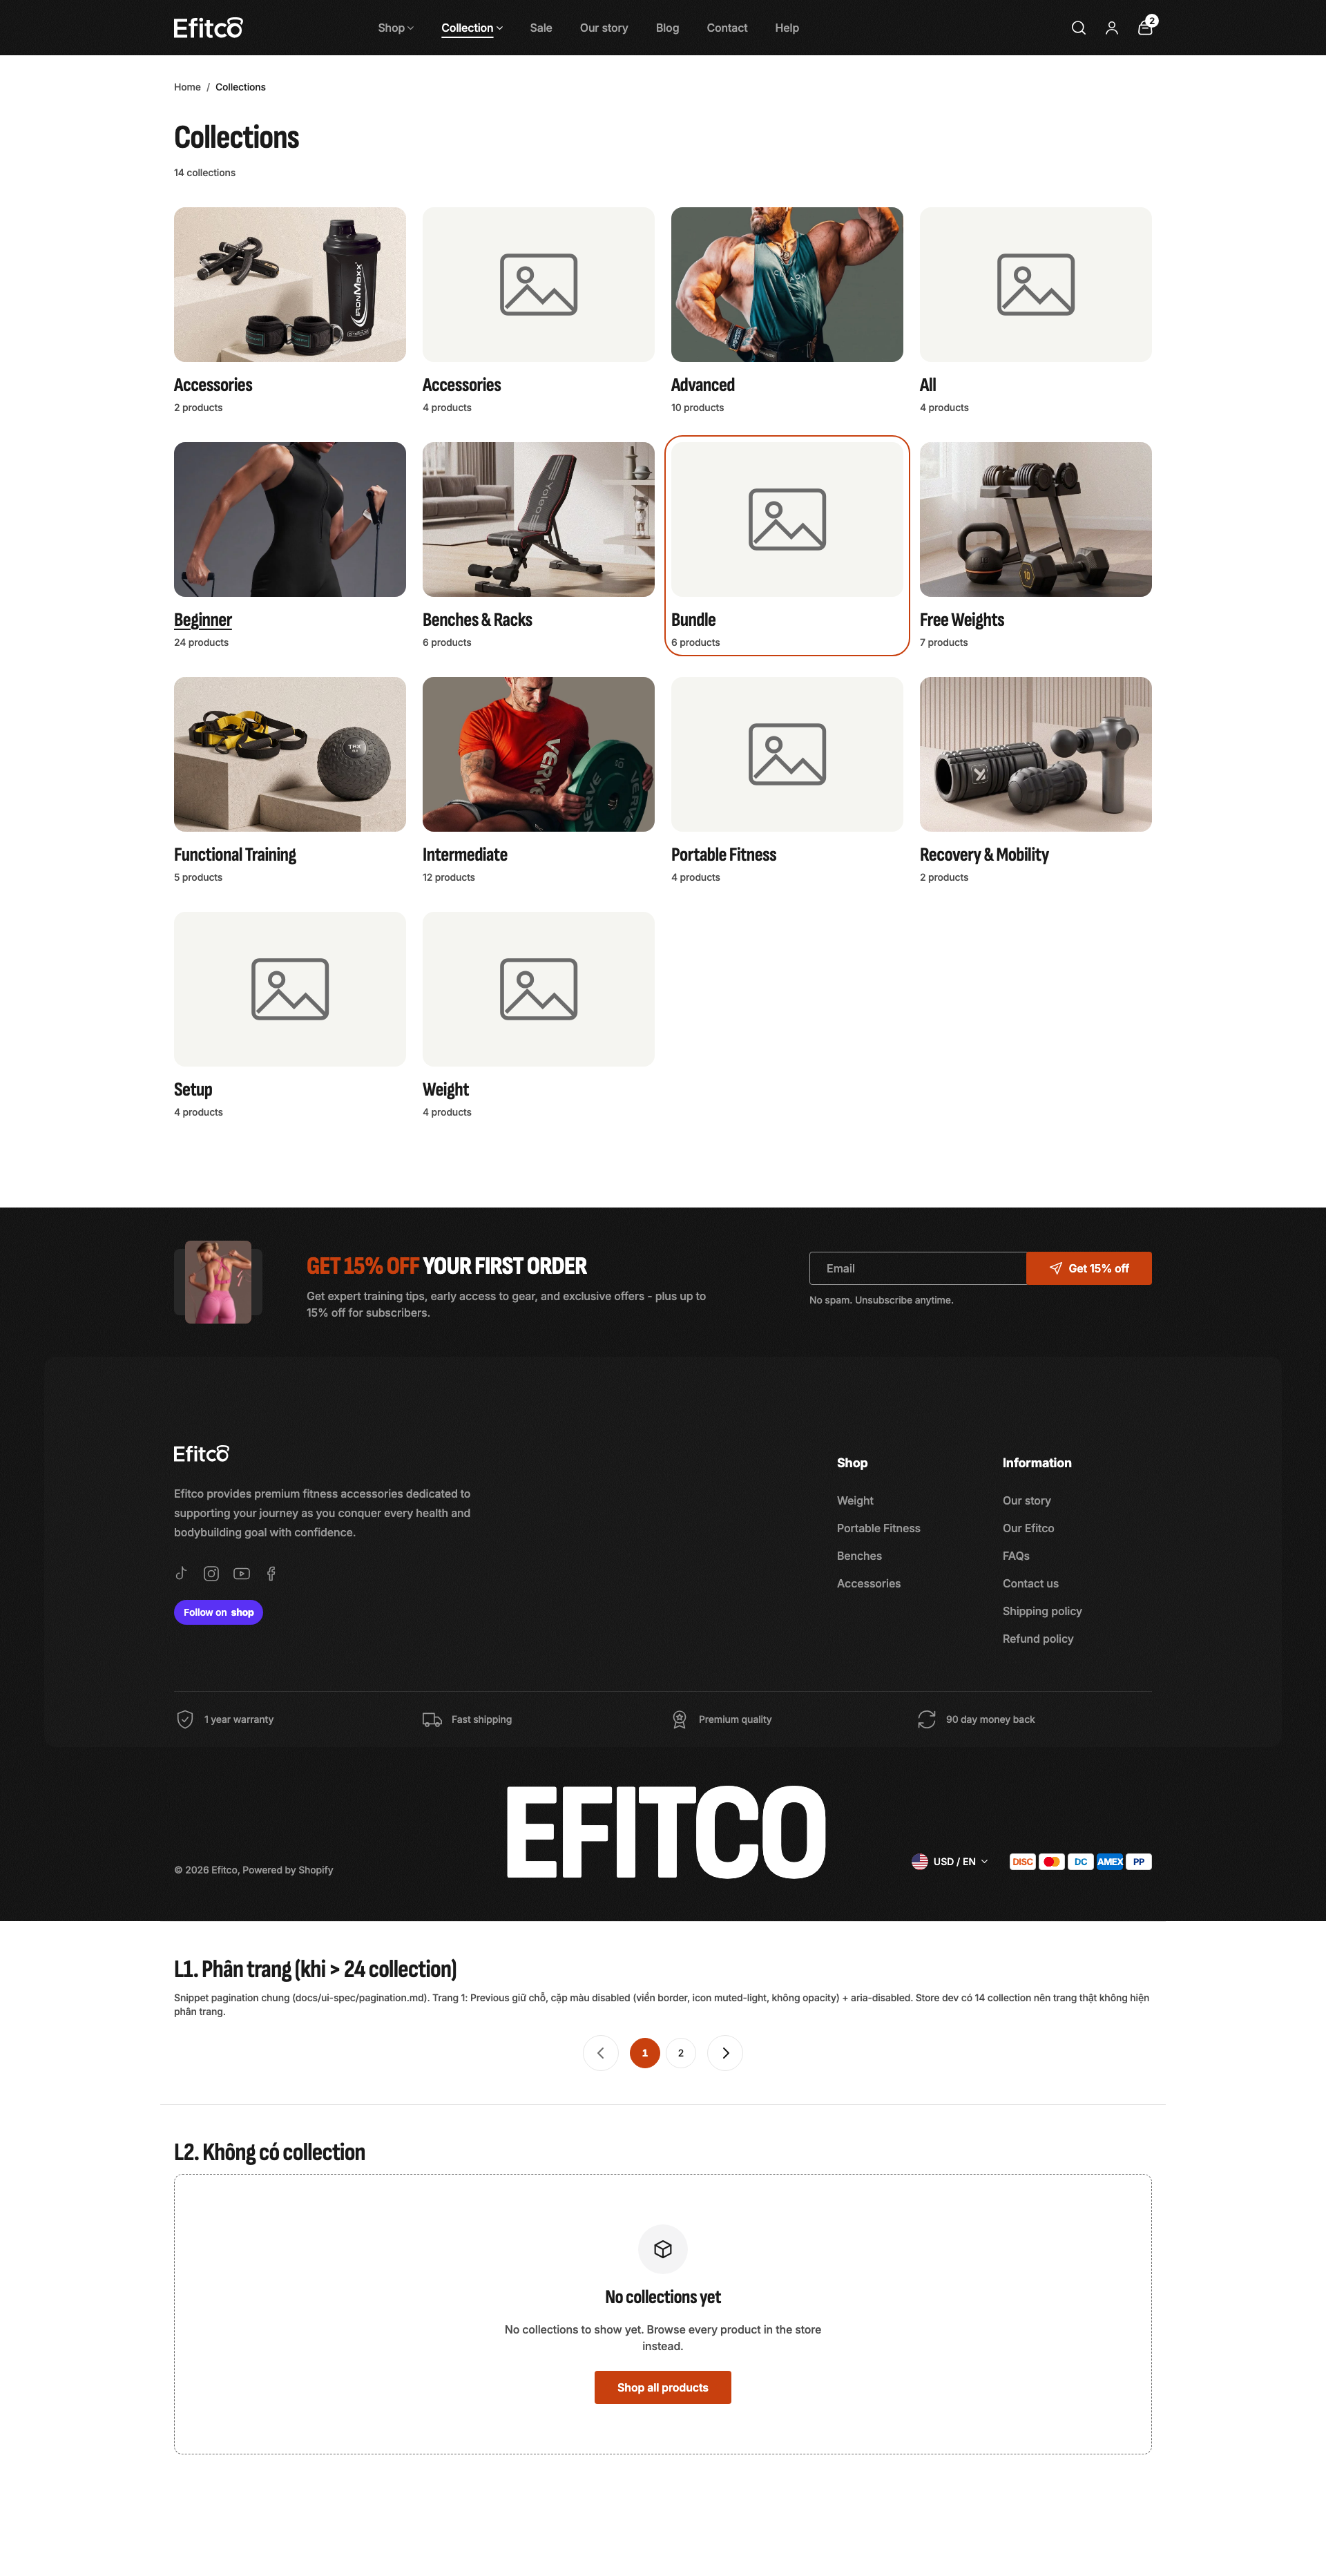 Efitco
Shop
Collection
Sale
Our story
Blog
Contact
Help
2
Home / Collections
Collections
14 collections
IRONMAXX
Accessories
2 products
Accessories
4 products
Advanced
10 products
All
4 products
Beginner
24 products
Yoleo
Benches & Racks
6 products
Bundle
6 products
10
Free Weights
7 products
TRX
Functional Training
5 products
VERVE
VERVE
VERVE
Intermediate
12 products
Portable Fitness
4 products
Recovery & Mobility
2 products
Setup
4 products
Weight
4 products
GET 15% OFF YOUR FIRST ORDER
Get expert training tips, early access to gear, and exclusive offers - plus up to
15% off for subscribers.
Email
Get 15% off
No spam. Unsubscribe anytime.
Efitco
Efitco provides premium fitness accessories dedicated to
supporting your journey as you conquer every health and
bodybuilding goal with confidence.
Follow on shop
Shop
Weight
Portable Fitness
Benches
Accessories
Information
Our story
Our Efitco
FAQs
Contact us
Shipping policy
Refund policy
1 year warranty
Fast shipping
Premium quality
90 day money back
© 2026 Efitco, Powered by Shopify
EFITCO
USD / EN
DISC
DC
AMEX
PP
L1. Phân trang (khi > 24 collection)
Snippet pagination chung (docs/ui-spec/pagination.md). Trang 1: Previous giữ chỗ, cặp màu disabled (viền border, icon muted-light, không opacity) + aria-disabled. Store dev có 14 collection nên trang thật không hiện
phân trang.
1
2
L2. Không có collection
No collections yet
No collections to show yet. Browse every product in the store
instead.
Shop all products